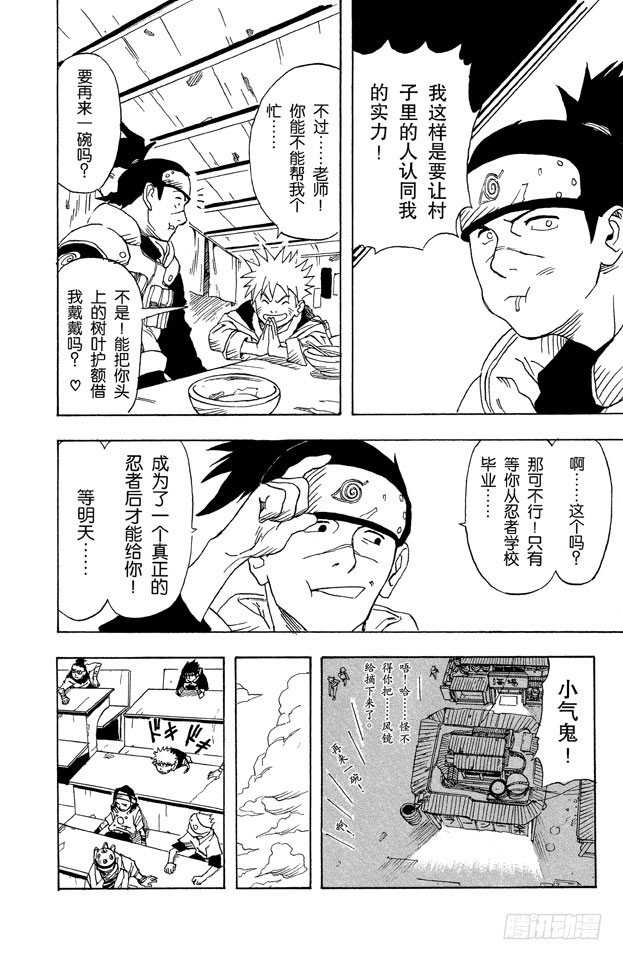 我这样是要让村
子里的人认同我
的实力！
不过……老师！
你能不能帮我个
忙……
要再来一碗吗？
不是！能把你头
上的树叶护额借
我戴戴吗？♡
啊……这个吗？
那可不行！只有
等你从忍者学校
毕业……
成为了一个真正的
忍者后才能给你！
等明天……
小气鬼！
唔！哈……怪不
得你把……风镜
给摘下来了。
再来一碗！
ドキ
ドキ
腾讯动漫